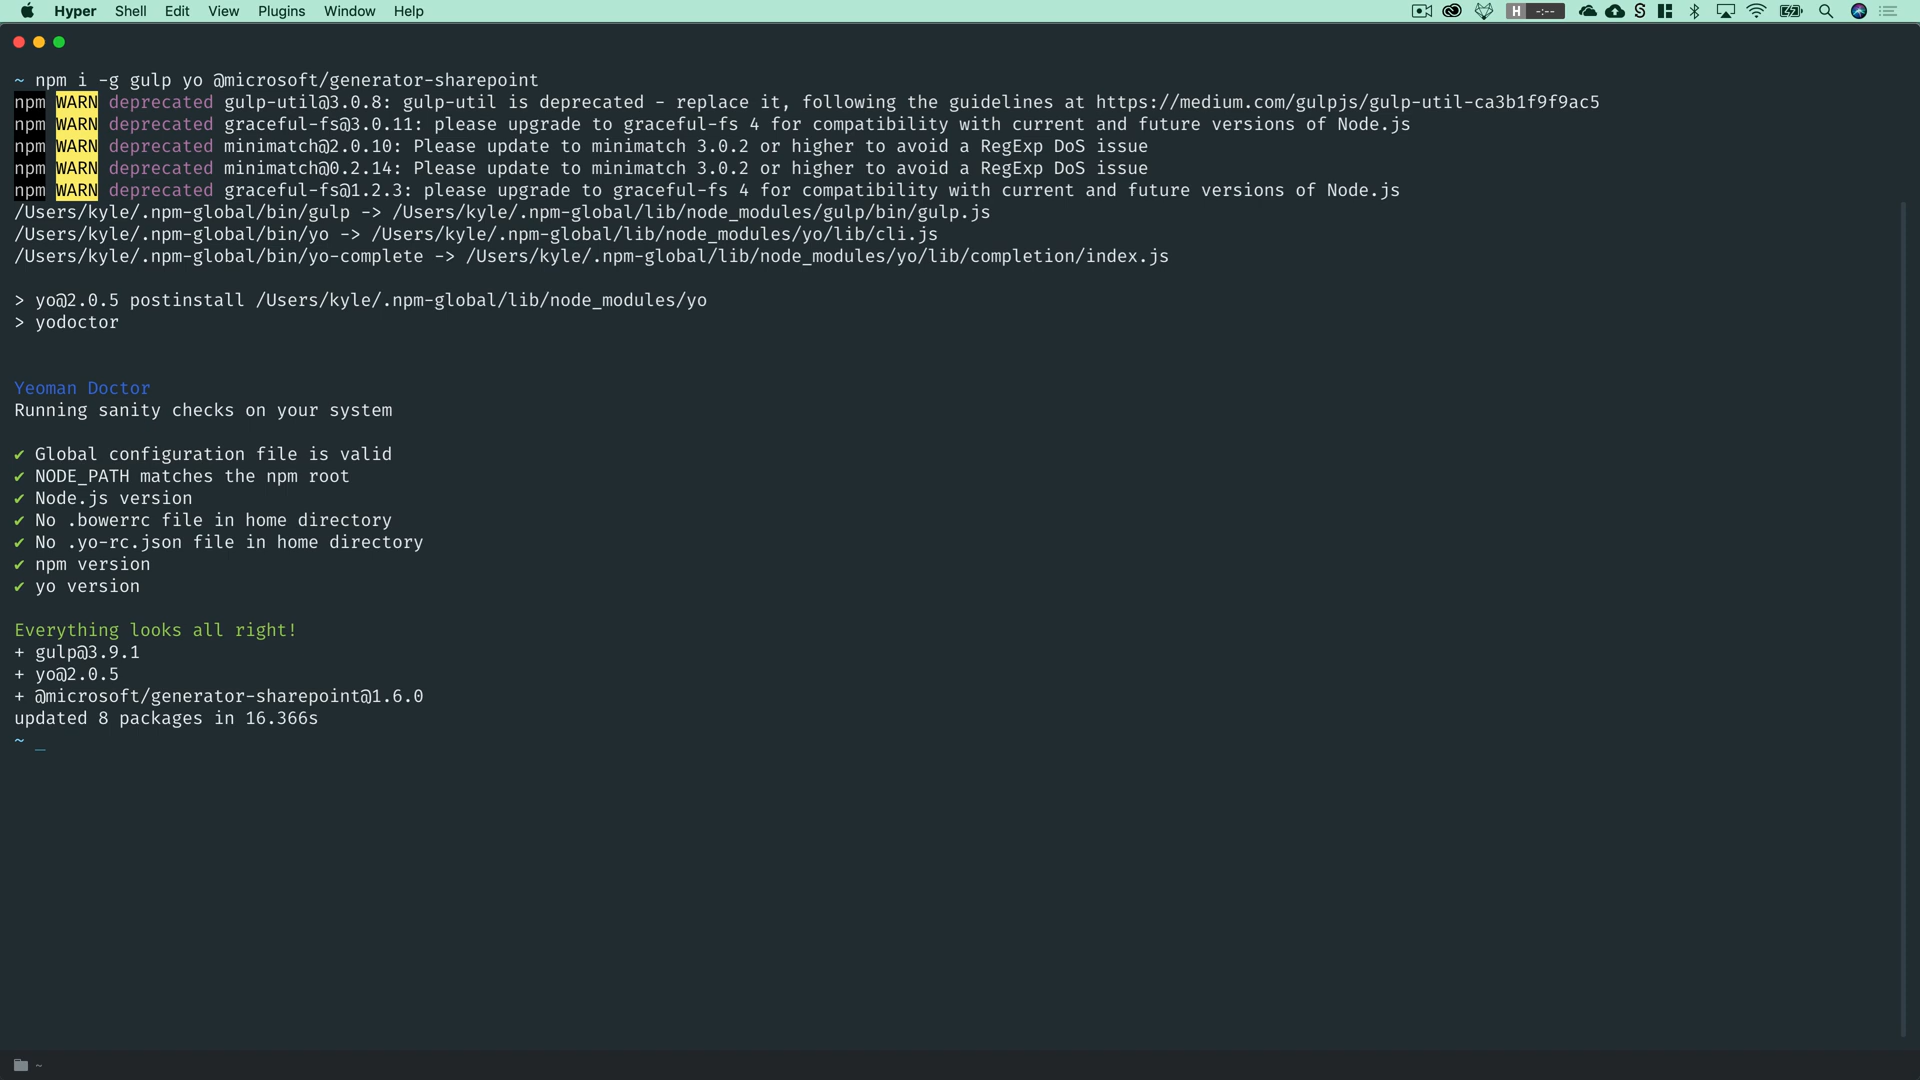 Hyper Shell Edit View Plugins Window Help H -:-- S
~ npm i -g gulp yo @microsoft/generator-sharepoint
npm WARN deprecated gulp-util@3.0.8: gulp-util is deprecated - replace it, following the guidelines at https://medium.com/gulpjs/gulp-util-ca3b1f9f9ac5
npm WARN deprecated graceful-fs@3.0.11: please upgrade to graceful-fs 4 for compatibility with current and future versions of Node.js
npm WARN deprecated minimatch@2.0.10: Please update to minimatch 3.0.2 or higher to avoid a RegExp DoS issue
npm WARN deprecated minimatch@0.2.14: Please update to minimatch 3.0.2 or higher to avoid a RegExp DoS issue
npm WARN deprecated graceful-fs@1.2.3: please upgrade to graceful-fs 4 for compatibility with current and future versions of Node.js
/Users/kyle/.npm-global/bin/gulp -> /Users/kyle/.npm-global/lib/node_modules/gulp/bin/gulp.js
/Users/kyle/.npm-global/bin/yo -> /Users/kyle/.npm-global/lib/node_modules/yo/lib/cli.js
/Users/kyle/.npm-global/bin/yo-complete -> /Users/kyle/.npm-global/lib/node_modules/yo/lib/completion/index.js
> yo@2.0.5 postinstall /Users/kyle/.npm-global/lib/node_modules/yo
> yodoctor
Yeoman Doctor
Running sanity checks on your system
✔ Global configuration file is valid
✔ NODE_PATH matches the npm root
✔ Node.js version
✔ No .bowerrc file in home directory
✔ No .yo-rc.json file in home directory
✔ npm version
✔ yo version
Everything looks all right!
+ gulp@3.9.1
+ yo@2.0.5
+ @microsoft/generator-sharepoint@1.6.0
updated 8 packages in 16.366s
~ _
~